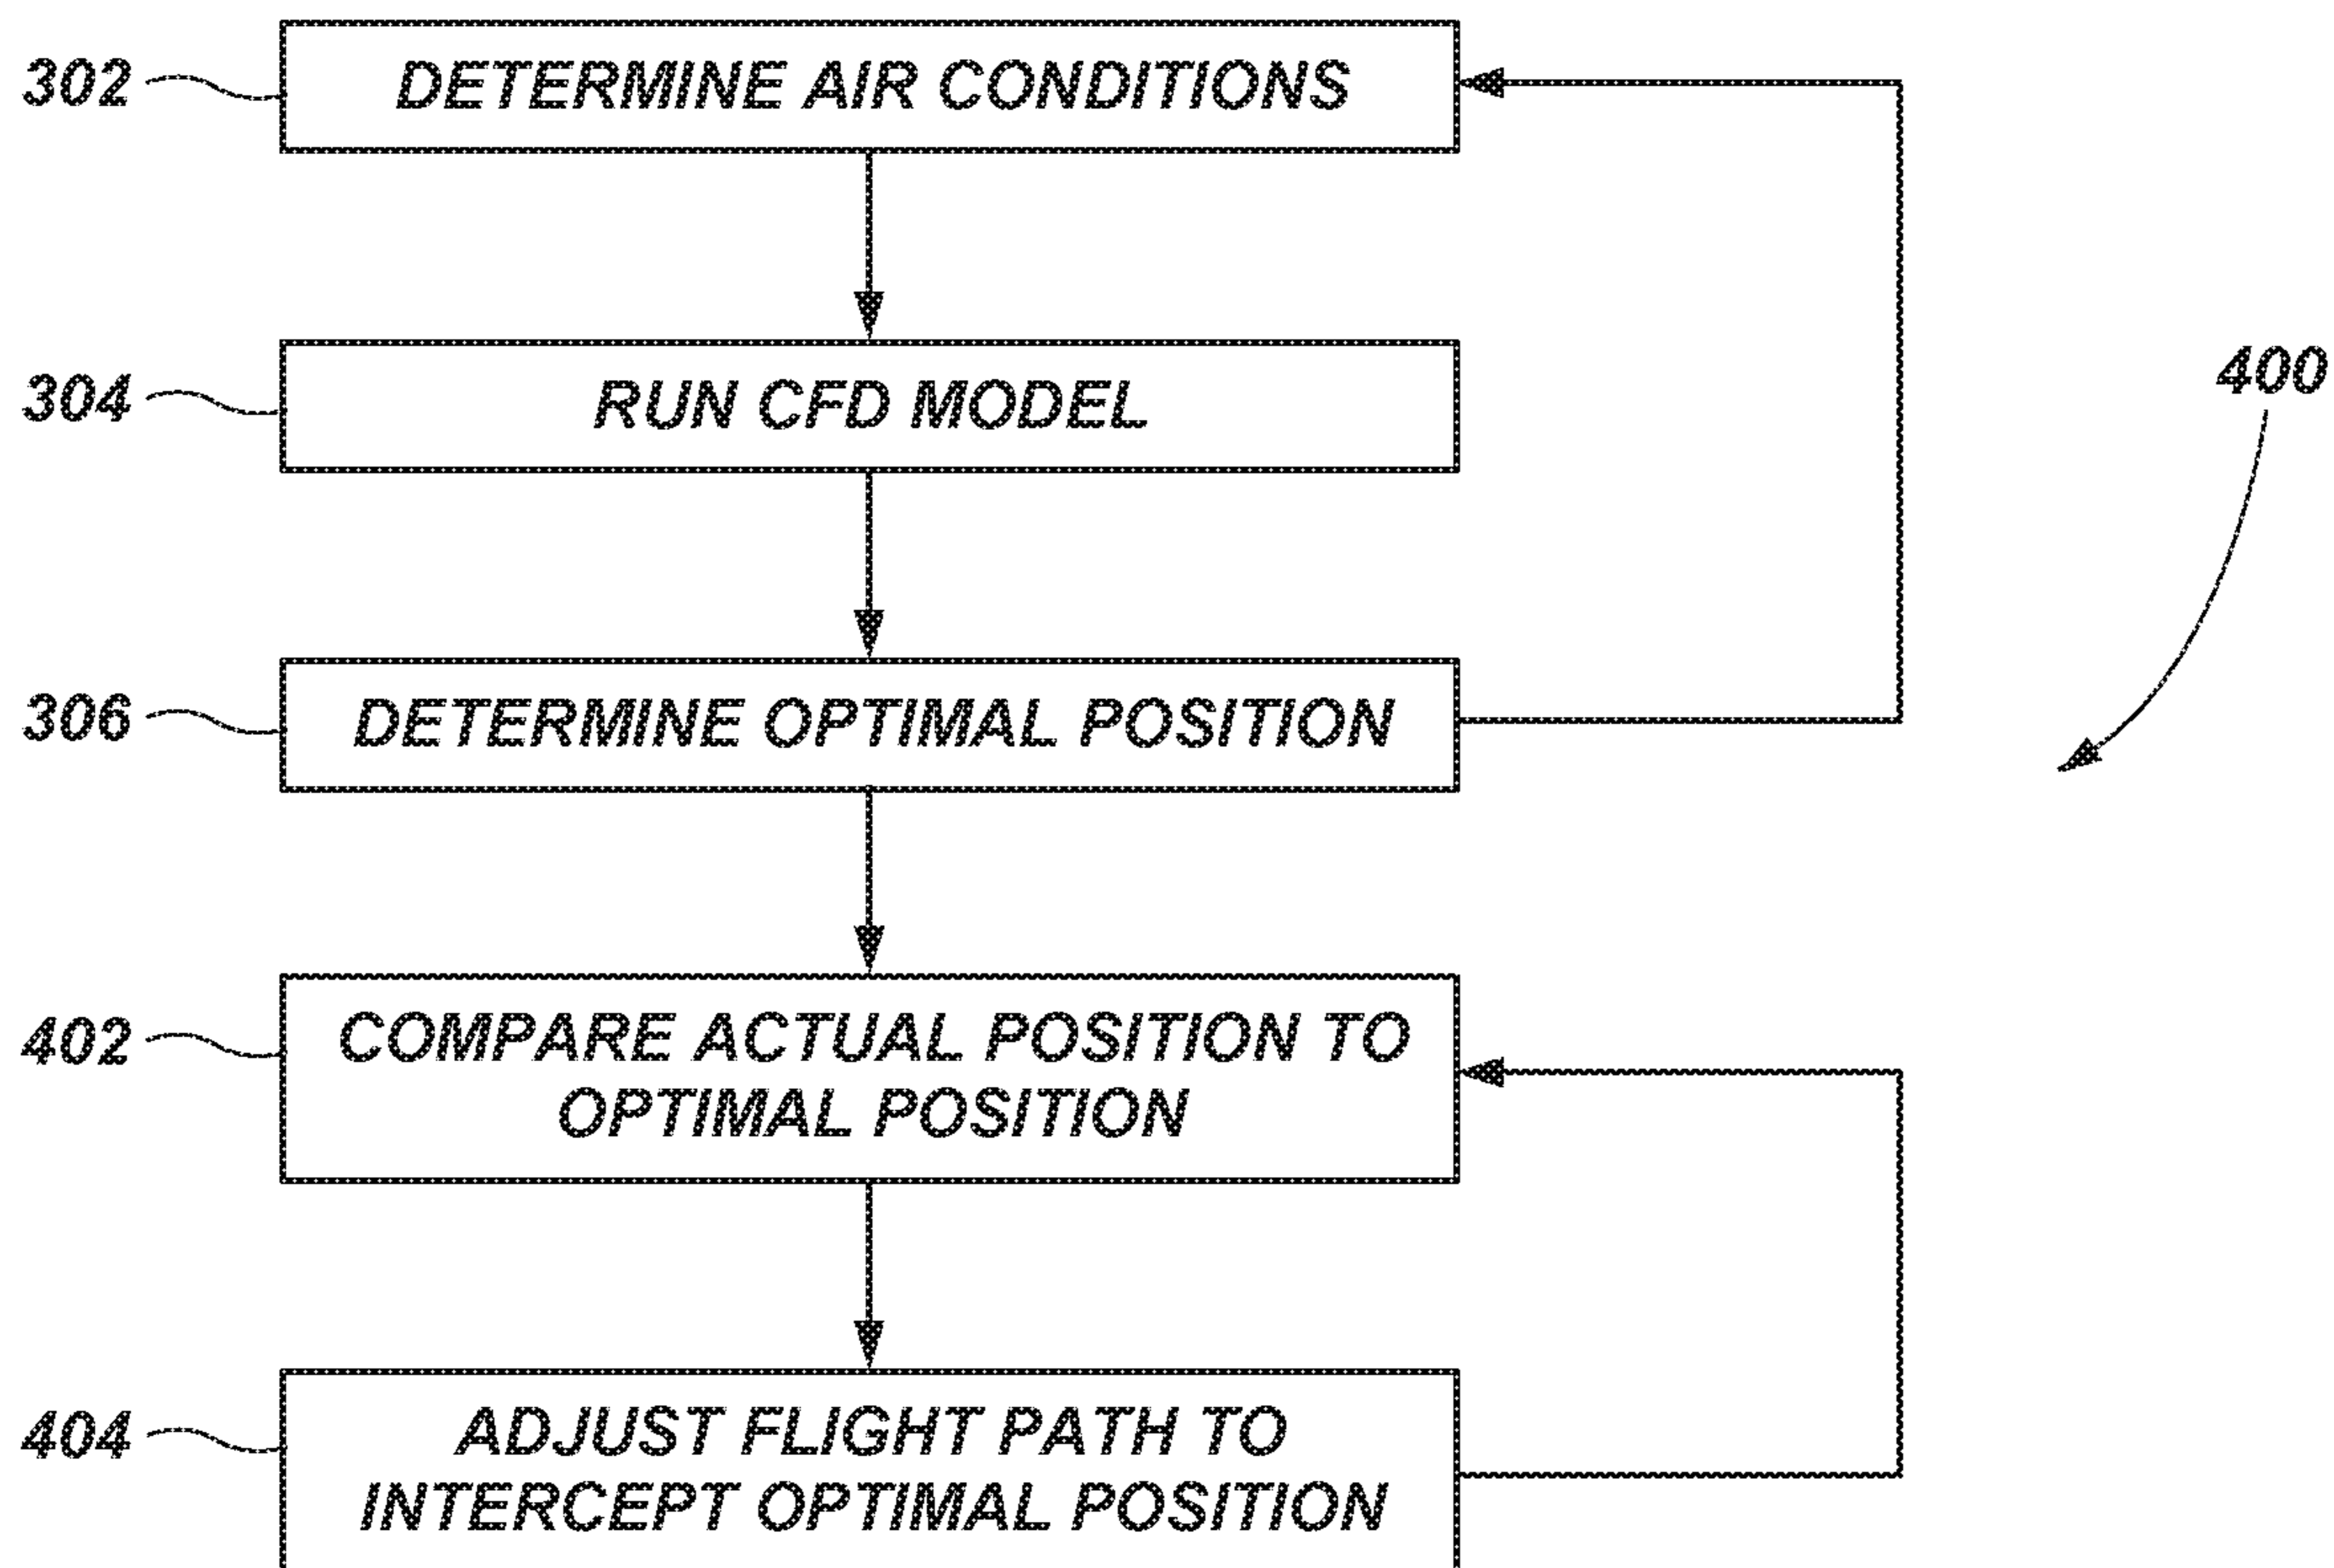 302
DETERMINE AIR CONDITIONS
304
RUN CFD MODEL
400
306
DETERMINE OPTIMAL POSITION
402
COMPARE ACTUAL POSITION TO
OPTIMAL POSITION
404
ADJUST FLIGHT PATH TO
INTERCEPT OPTIMAL POSITION